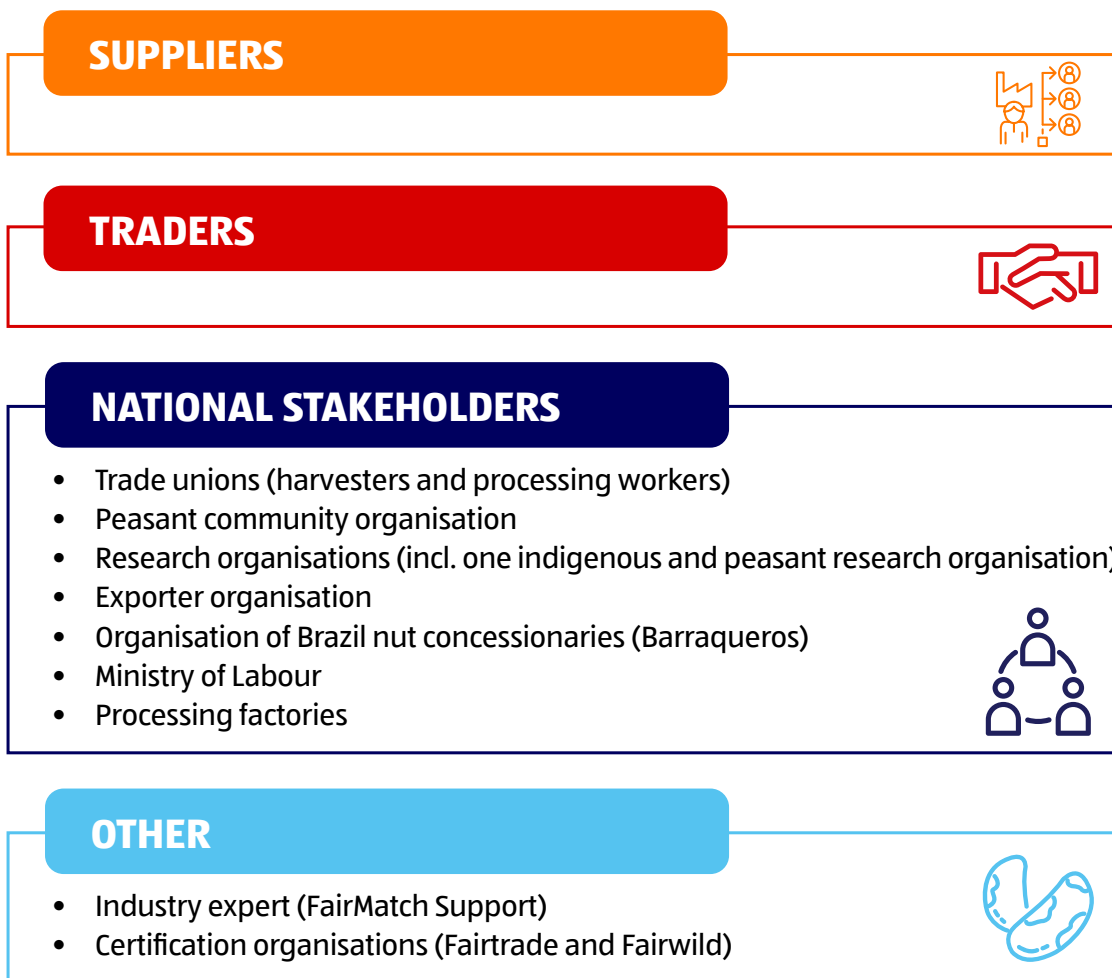 SUPPLIERS
TRADERS
NATIONAL STAKEHOLDERS
• Trade unions (harvesters and processing workers)
• Peasant community organisation
• Research organisations (incl. one indigenous and peasant research organisation)
• Exporter organisation
• Organisation of Brazil nut concessionaries (Barraqueros)
• Ministry of Labour
• Processing factories
OTHER
• Industry expert (FairMatch Support)
• Certification organisations (Fairtrade and Fairwild)